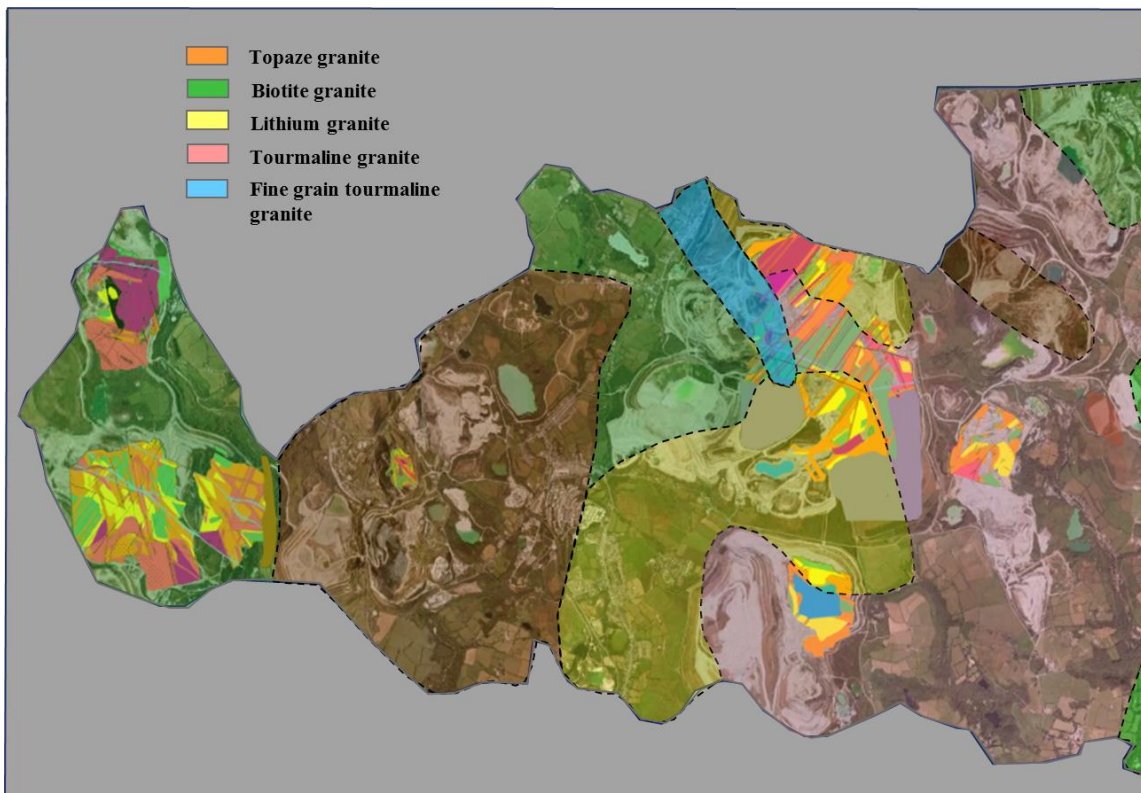 Topaze granite
Biotite granite
Lithium granite
Tourmaline granite
Fine grain tourmaline
granite